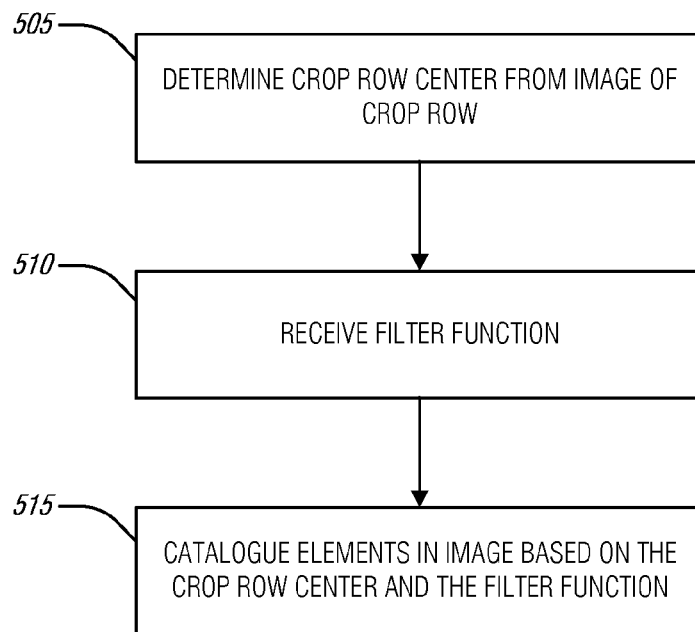 505
DETERMINE CROP ROW CENTER FROM IMAGE OF
CROP ROW
510
RECEIVE FILTER FUNCTION
515
CATALOGUE ELEMENTS IN IMAGE BASED ON THE
CROP ROW CENTER AND THE FILTER FUNCTION